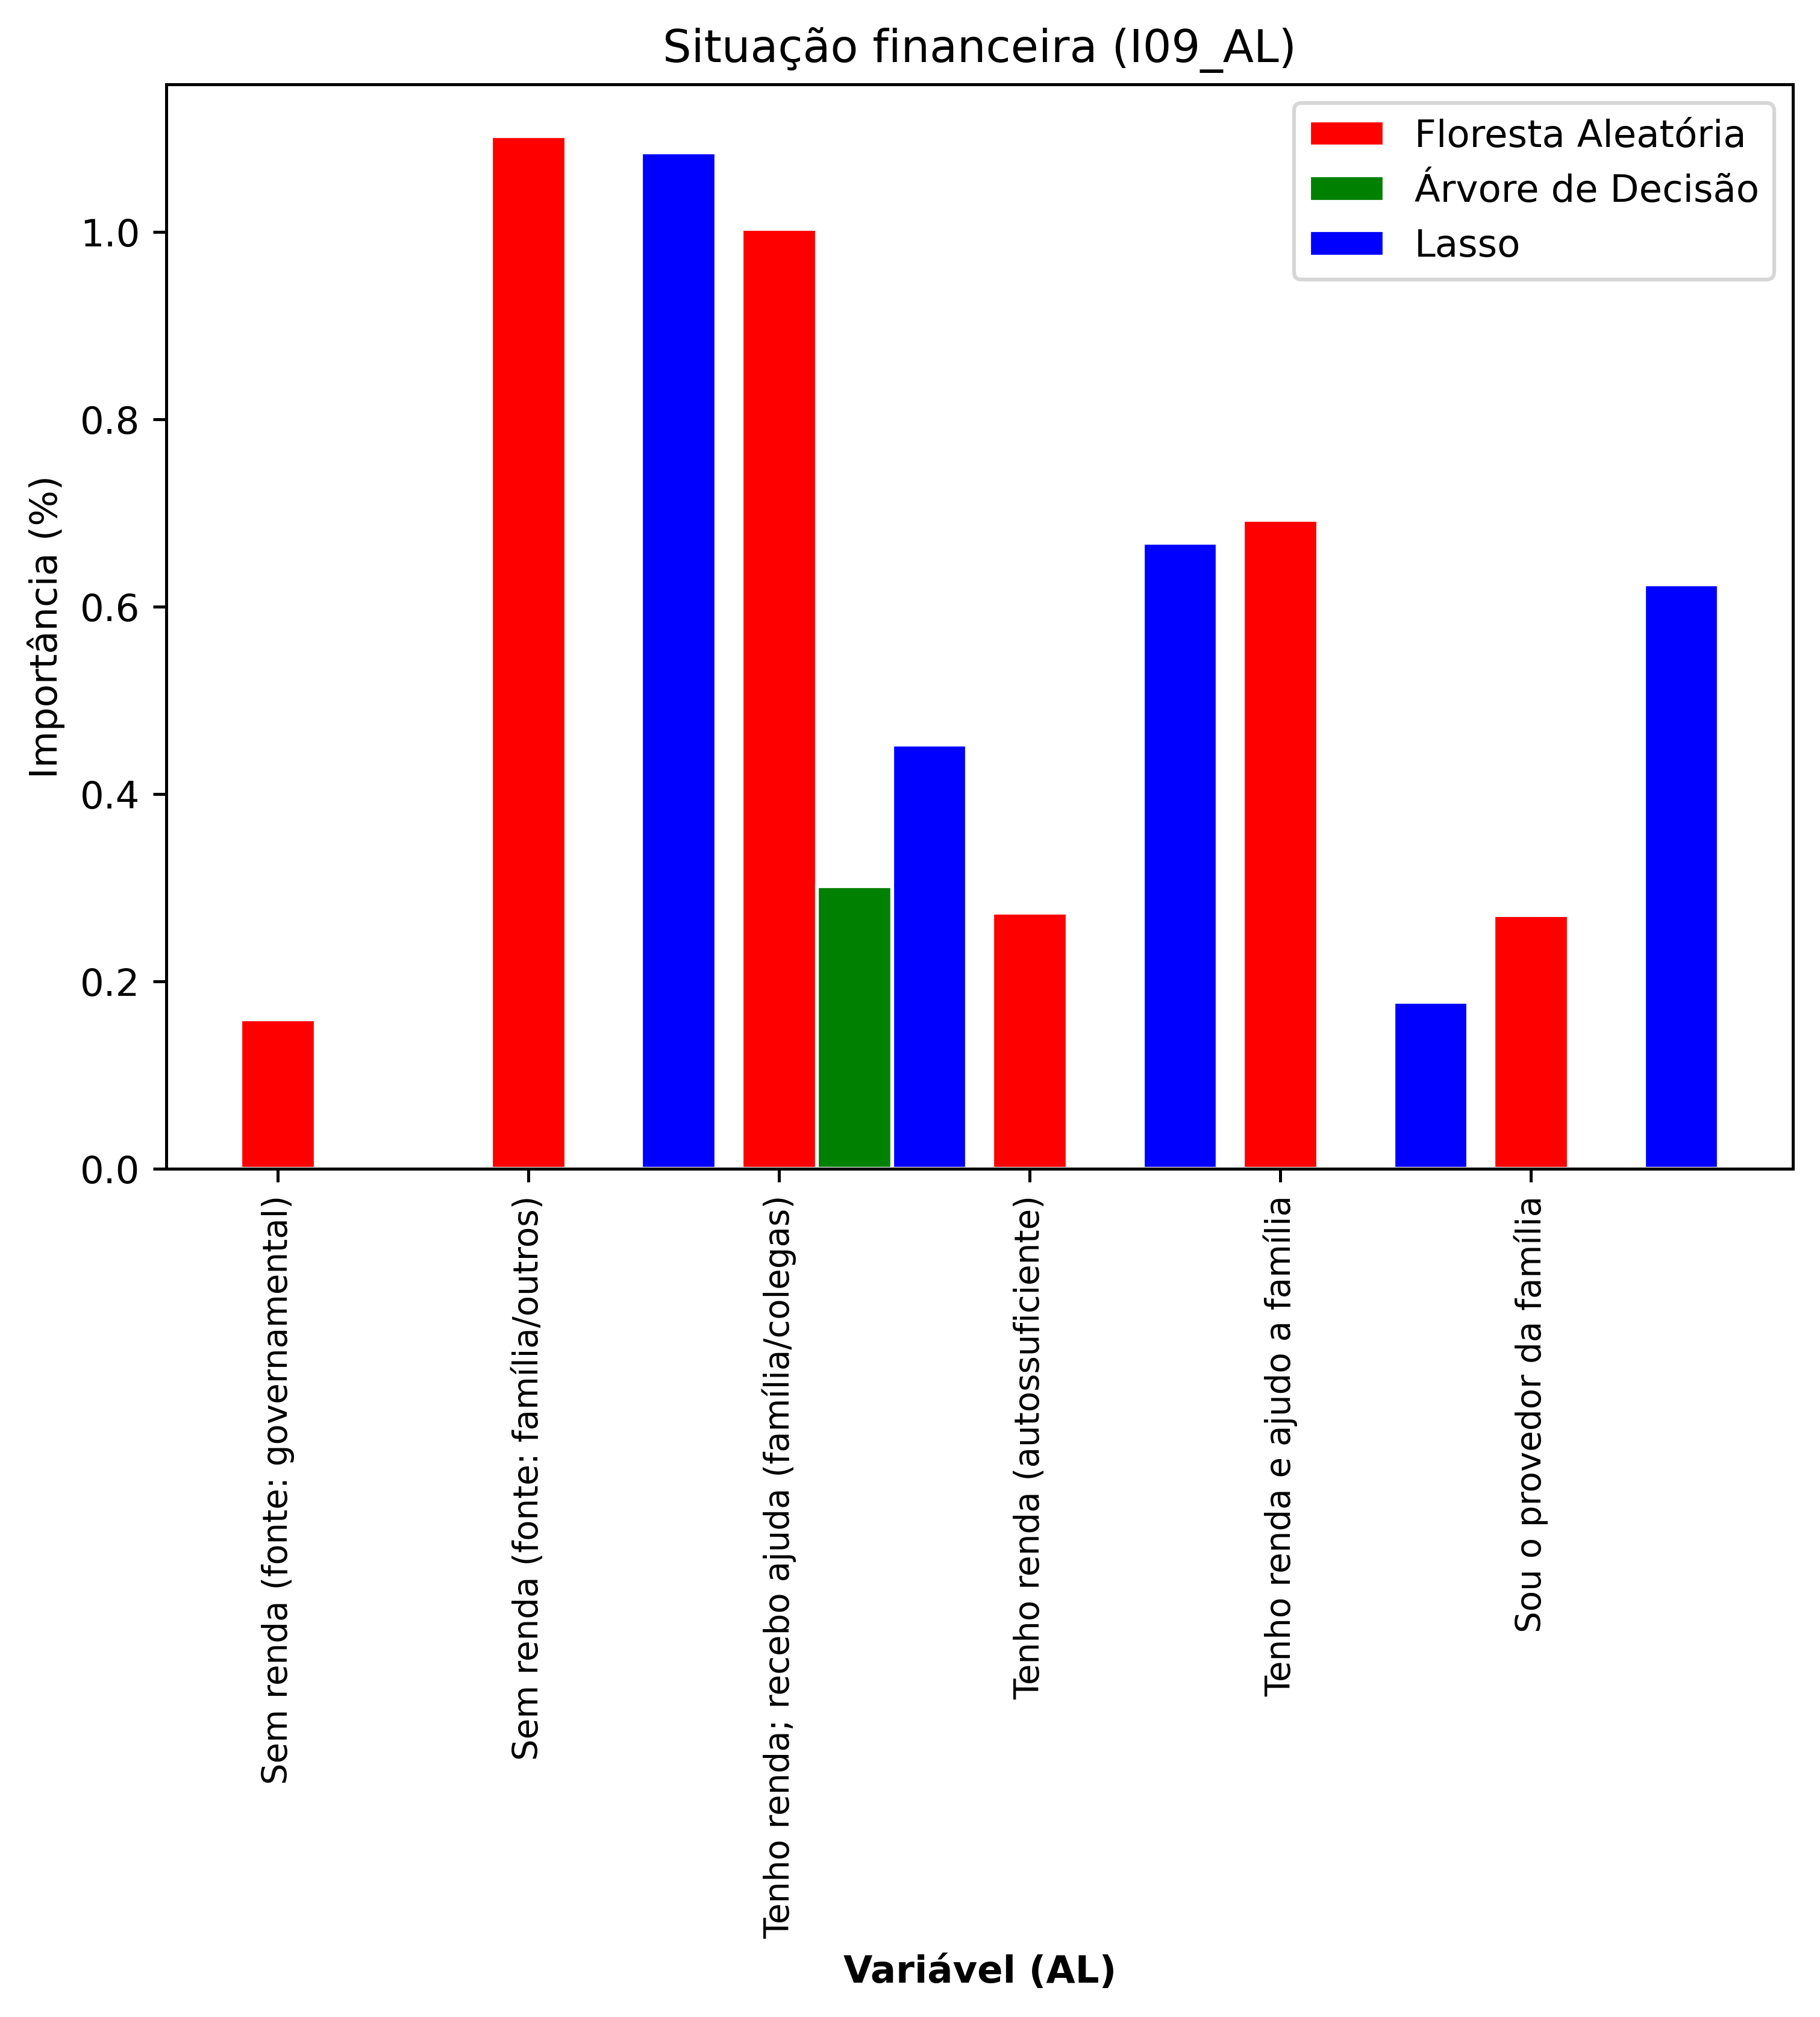 Situação financeira (I09_AL)
Floresta Aleatória
Árvore de Decisão
Lasso
Importância (%)
1.0
0.8
0.6
0.4
0.2
0.0
Sem renda (fonte: governamental)
Sem renda (fonte: família/outros)
Tenho renda; recebo ajuda (família/colegas)
Tenho renda (autossuficiente)
Tenho renda e ajudo a família
Sou o provedor da família
Variável (AL)